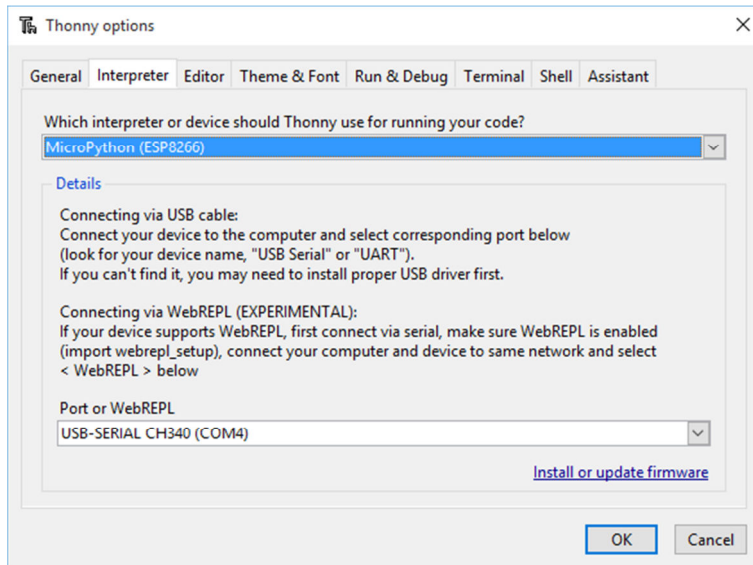 Thonny options
General Interpreter Editor Theme & Font Run & Debug Terminal Shell Assistant
Which interpreter or device should Thonny use for running your code?
MicroPython (ESP8266)
Details
Connecting via USB cable:
Connect your device to the computer and select corresponding port below
(look for your device name, "USB Serial" or "UART").
If you can't find it, you may need to install proper USB driver first.
Connecting via WebREPL (EXPERIMENTAL):
If your device supports WebREPL, first connect via serial, make sure WebREPL is enabled
(import webrepl_setup), connect your computer and device to same network and select
< WebREPL > below
Port or WebREPL
USB-SERIAL CH340 (COM4)
Install or update firmware
OK Cancel